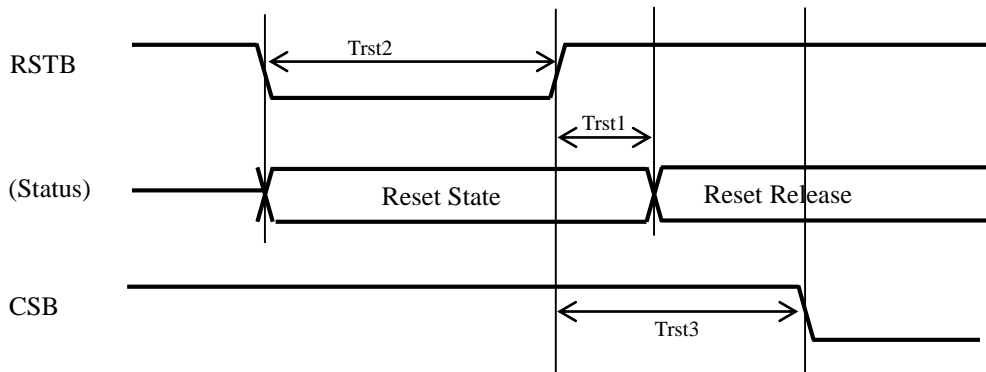 Trst2
RSTB
Trst1
(Status)
Reset State
Reset Release
CSB
Trst3